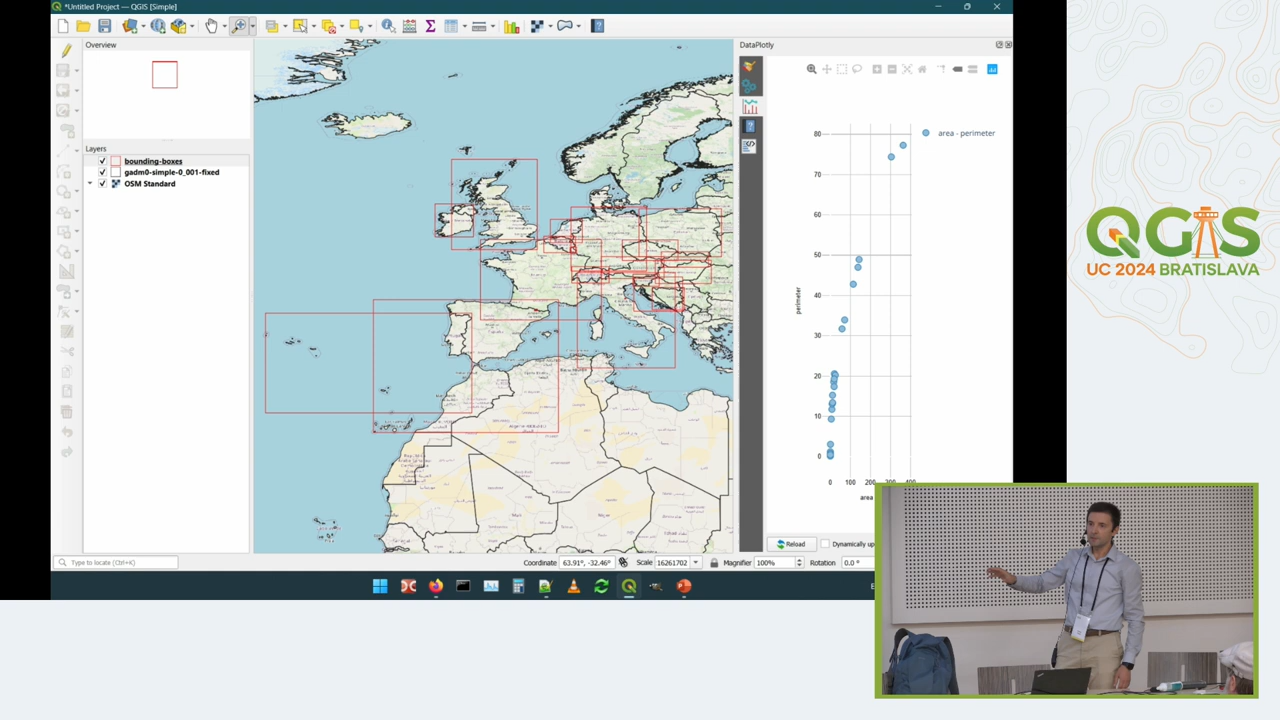 *Untitled Project — QGIS [Simple]
Overview
Layers
bounding-boxes
gadm0-simple-0_001-fixed
OSM Standard
DataPlotly
area - perimeter
80
70
60
50
40
30
20
10
0
perimeter
0 100 200 300 400
area
Reload
Dynamically up
Type to locate (Ctrl+K)
Coordinate 63.91°, -32.46°
Scale 16261702
Magnifier 100%
Rotation 0.0 °
QGIS
UC 2024 BRATISLAVA